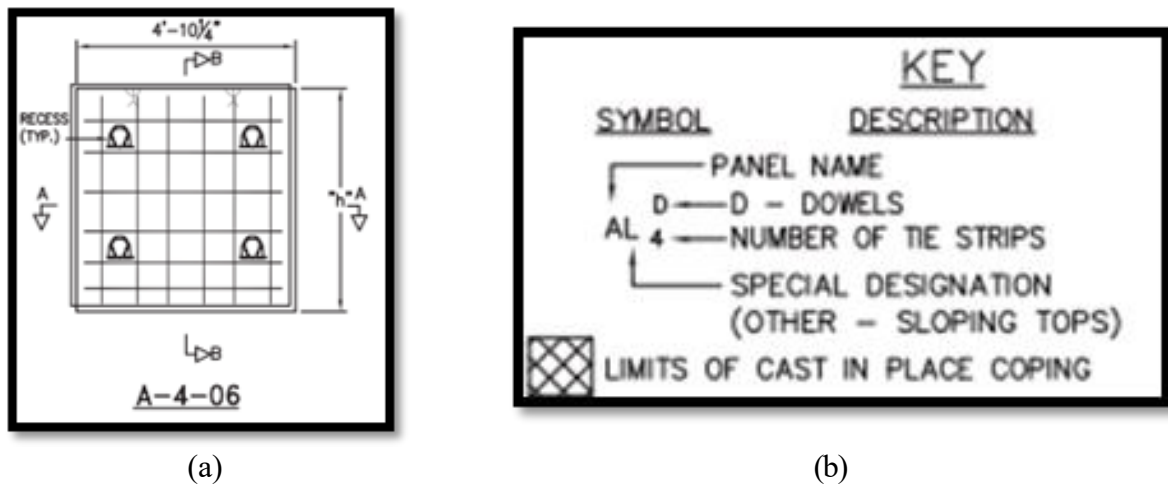 4'-10¼"
B
RECESS
(TYP.)
A
"h"
A
B
A-4-06
(a)
KEY
SYMBOL DESCRIPTION
PANEL NAME
D D - DOWELS
AL 4 NUMBER OF TIE STRIPS
SPECIAL DESIGNATION
(OTHER - SLOPING TOPS)
LIMITS OF CAST IN PLACE COPING
(b)